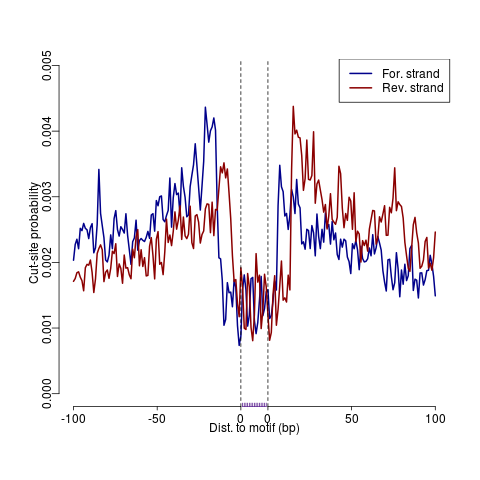 For. strand
Rev. strand
Cut-site probability
0.005
0.004
0.003
0.002
0.001
0.000
-100 -50 0 0 50 100
Dist. to motif (bp)